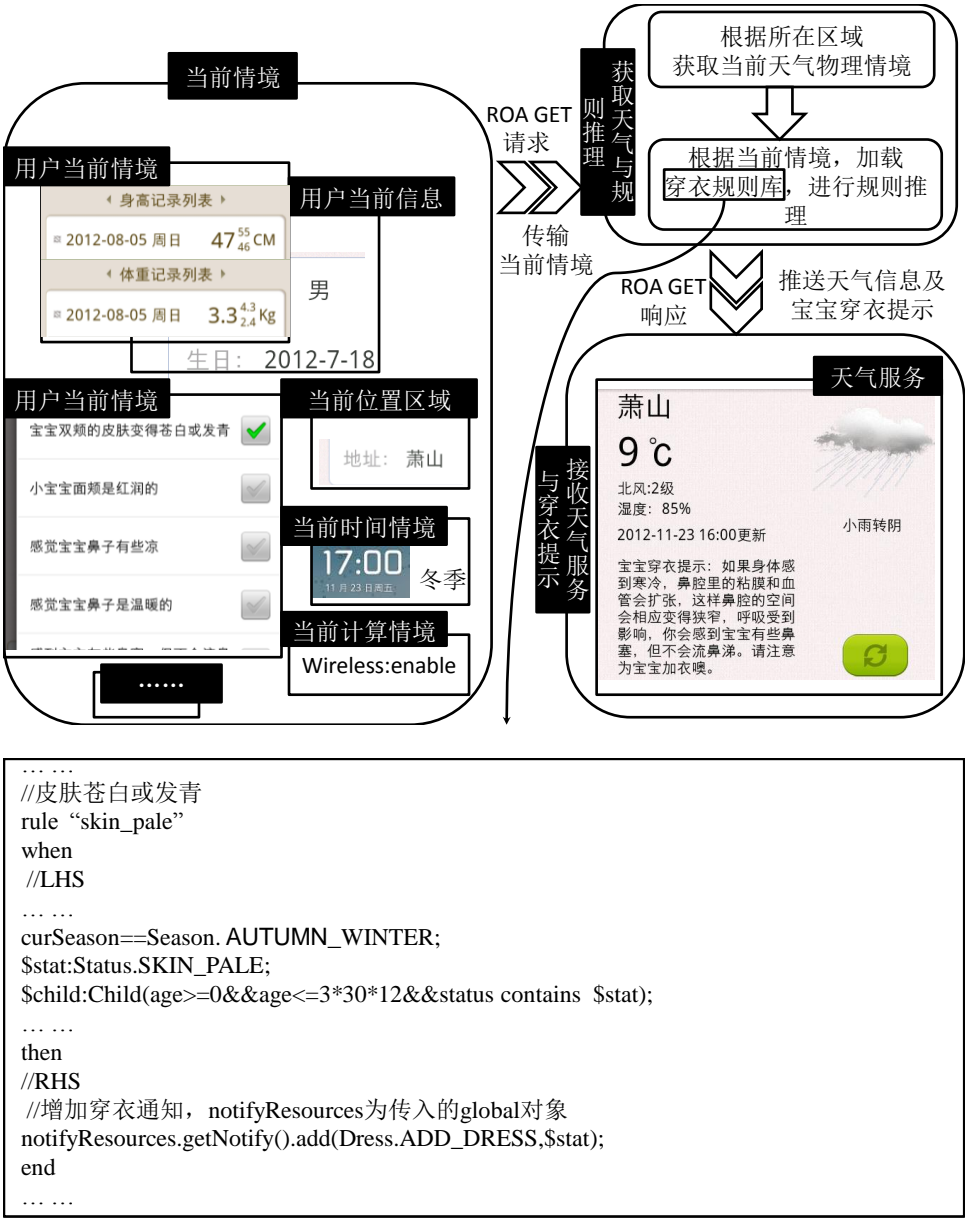 当前情境
用户当前情境
身高记录列表
2012-08-05 周日 47 55 46 CM
体重记录列表
2012-08-05 周日 3.3 4.3 2.4 Kg
用户当前信息
男
生日： 2012-7-18
用户当前情境
宝宝双颊的皮肤变得苍白或发青
小宝宝面颊是红润的
感觉宝宝鼻子有些凉
感觉宝宝鼻子是温暖的
……
当前位置区域
地址： 萧山
当前时间情境
17:00
11月23日周五
冬季
当前计算情境
Wireless:enable
ROA GET
请求
传输
当前情境
获取天气与规
则推理
根据所在区域
获取当前天气物理情境
根据当前情境，加载
穿衣规则库，进行规则推
理
ROA GET
响应
推送天气信息及
宝宝穿衣提示
接收天气服务
与穿衣提示
天气服务
萧山
9 ℃
北风:2级
湿度：85%
2012-11-23 16:00更新
小雨转阴
宝宝穿衣提示：如果身体感
到寒冷，鼻腔里的粘膜和血
管会扩张，这样鼻腔的空间
会相应变得狭窄，呼吸受到
影响，你会感到宝宝有些鼻
塞，但不会流鼻涕。请注意
为宝宝加衣噢。
… …
//皮肤苍白或发青
rule “skin_pale”
when
//LHS
… …
curSeason==Season. AUTUMN_WINTER;
$stat:Status.SKIN_PALE;
$child:Child(age>=0&&age<=3*30*12&&status contains $stat);
… …
then
//RHS
//增加穿衣通知，notifyResources为传入的global对象
notifyResources.getNotify().add(Dress.ADD_DRESS,$stat);
end
… …